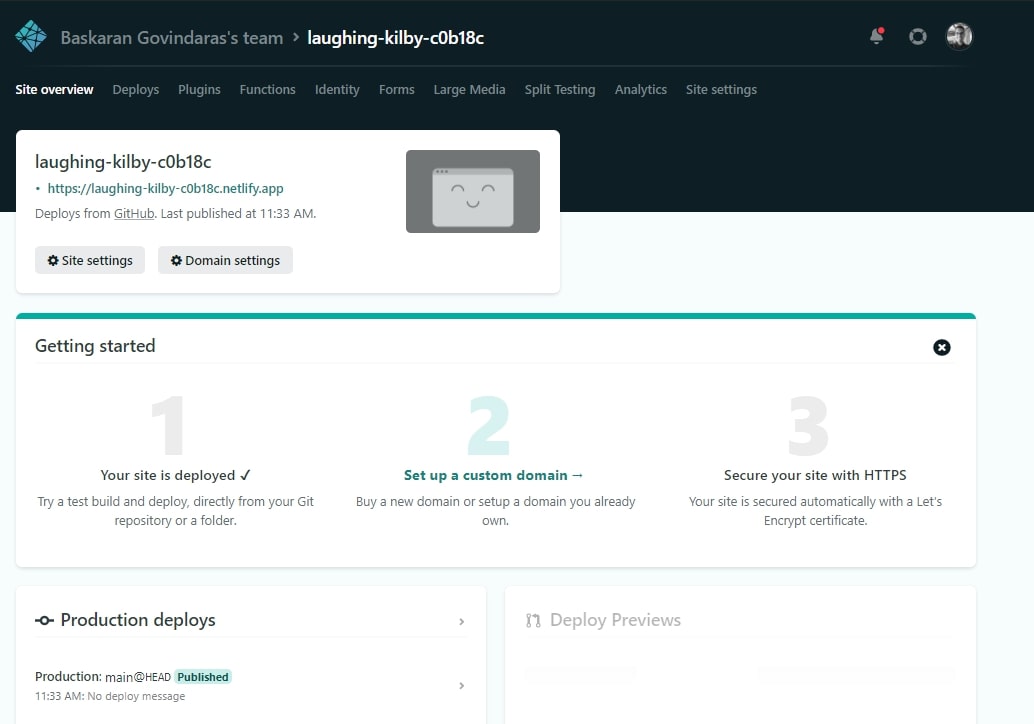 Baskaran Govindaras's team › laughing-kilby-c0b18c
Site overview Deploys Plugins Functions Identity Forms Large Media Split Testing Analytics Site settings
laughing-kilby-c0b18c
• https://laughing-kilby-c0b18c.netlify.app
Deploys from GitHub. Last published at 11:33 AM.
Site settings Domain settings
Getting started
1
Your site is deployed ✓
Try a test build and deploy, directly from your Git
repository or a folder.
2
Set up a custom domain →
Buy a new domain or setup a domain you already
own.
3
Secure your site with HTTPS
Your site is secured automatically with a Let's
Encrypt certificate.
Production deploys ›
Production: main@HEAD Published
11:33 AM: No deploy message ›
Deploy Previews